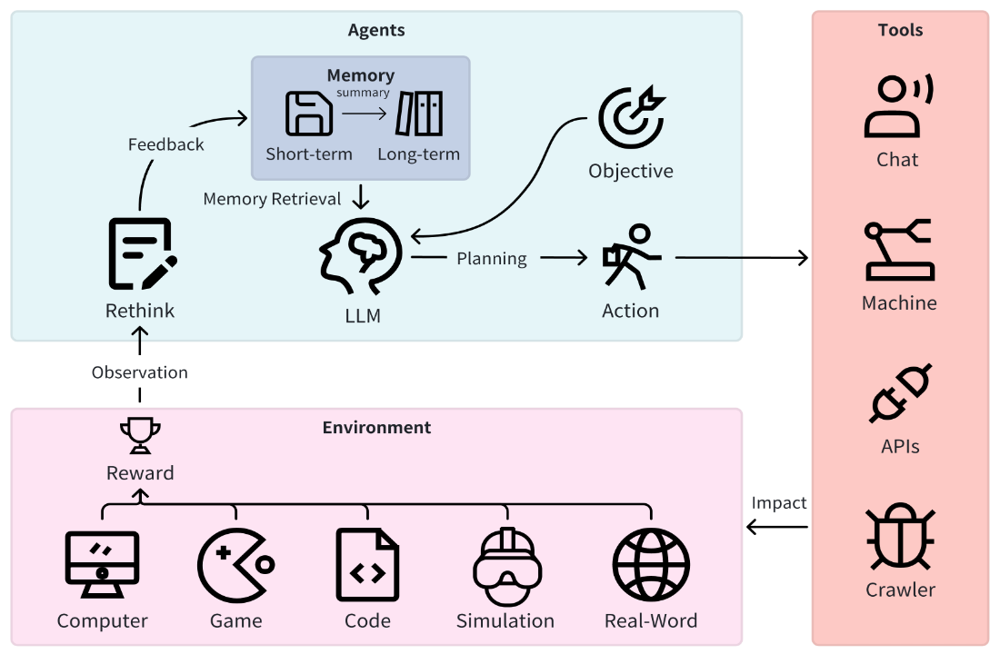 Agents
Memory
summary
Short-term
Long-term
Feedback
Memory Retrieval
Objective
Planning
Rethink
LLM
Action
Observation
Environment
Reward
Computer
Game
Code
Simulation
Real-Word
Impact
Tools
Chat
Machine
APIs
Crawler